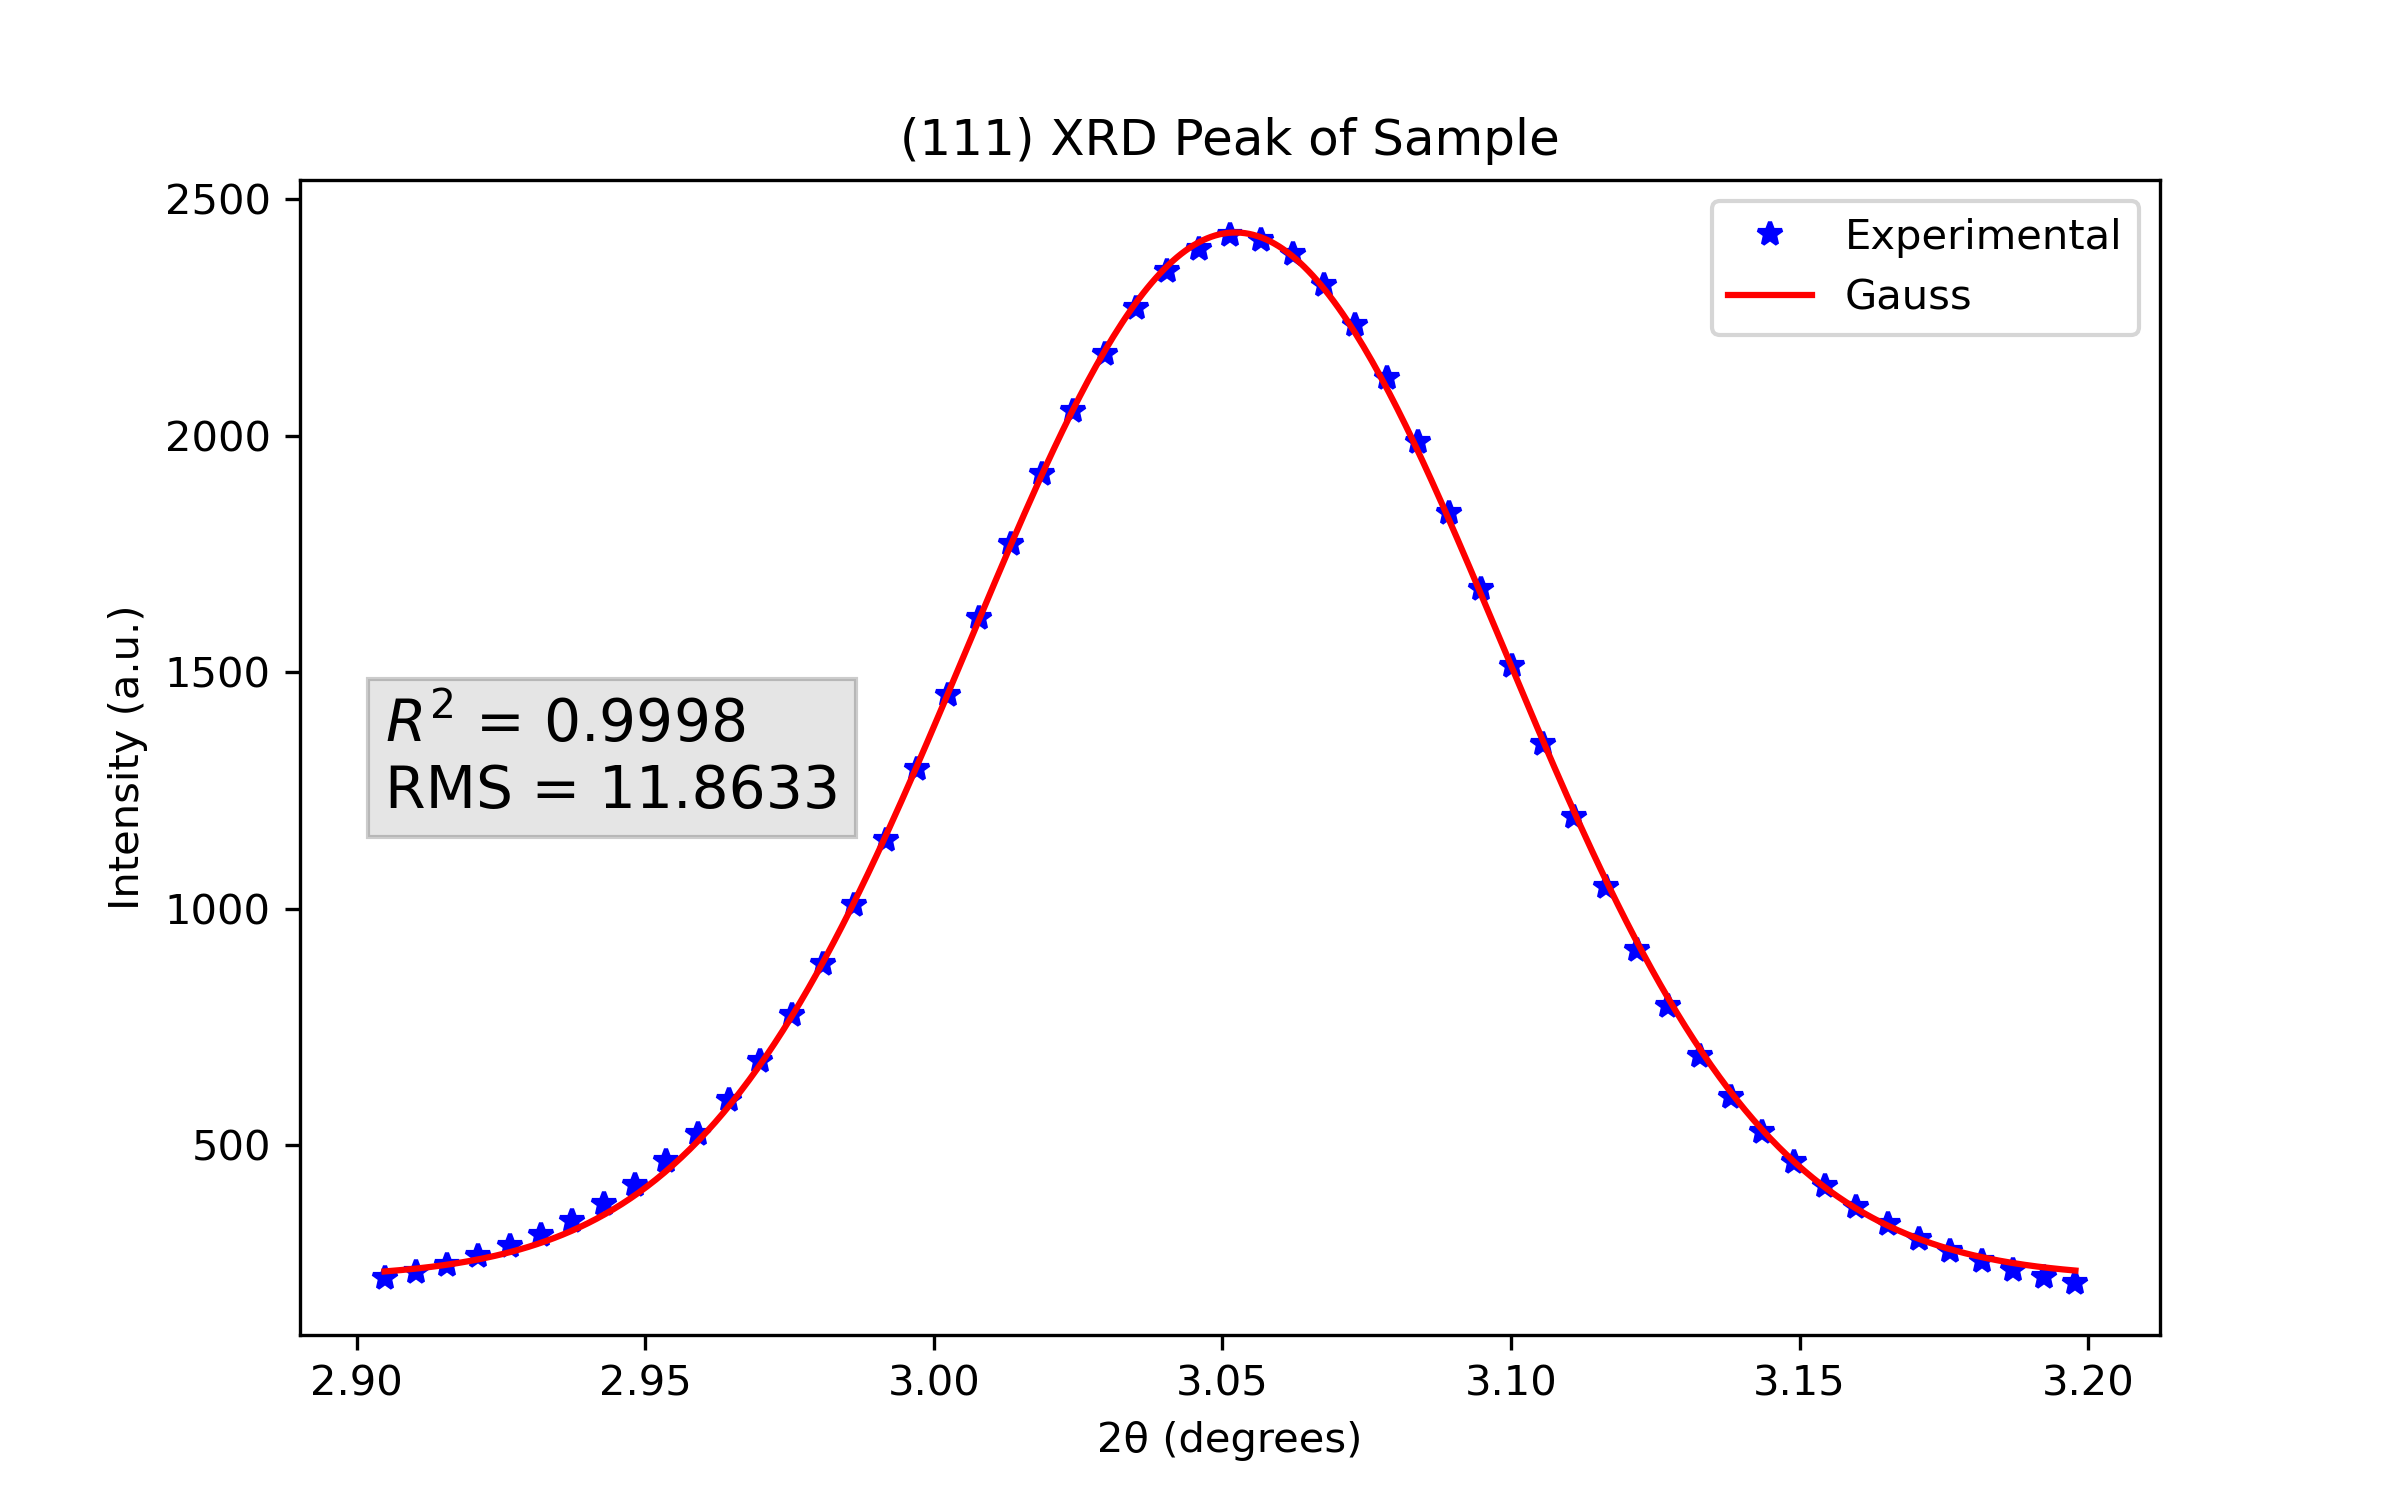 (111) XRD Peak of Sample
Experimental
Gauss
R² = 0.9998
RMS = 11.8633
Intensity (a.u.)
2500
2000
1500
1000
500
2.90 2.95 3.00 3.05 3.10 3.15 3.20
2θ (degrees)